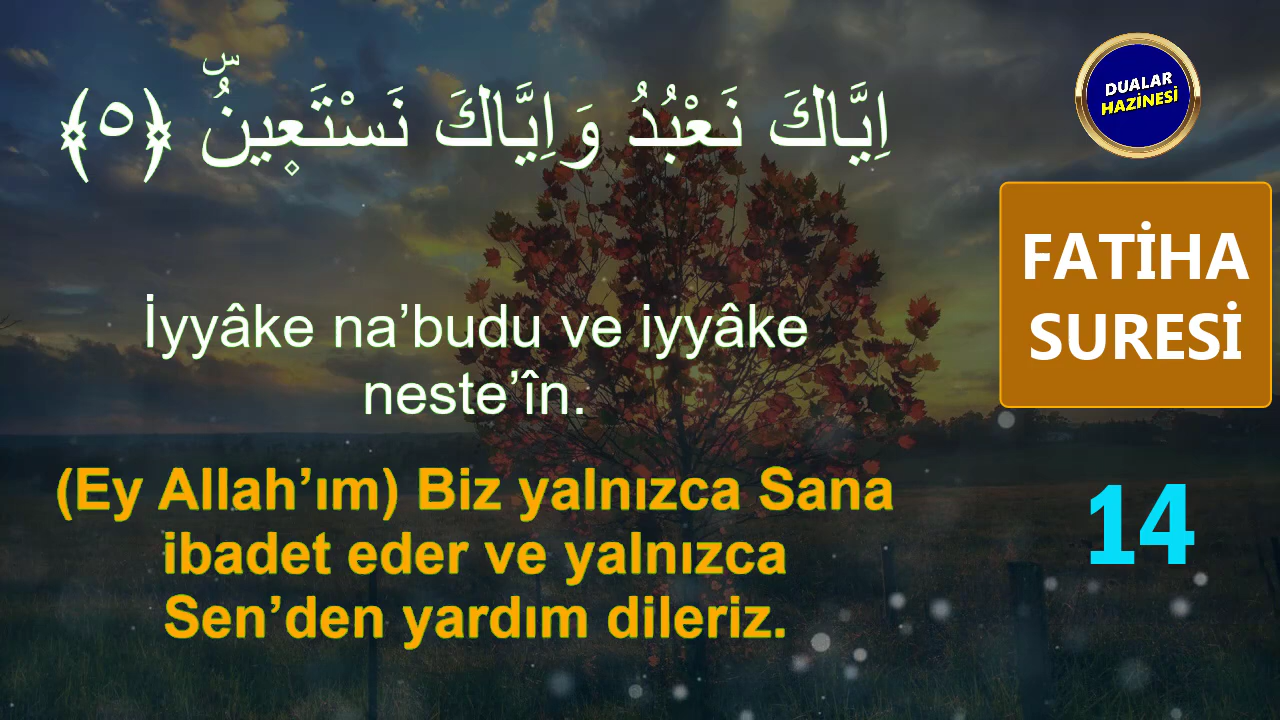 اِيَّاكَ نَعْبُدُ وَاِيَّاكَ نَسْتَع۪ينُۜ ﴿٥﴾
İyyâke na’budu ve iyyâke
neste’în.
(Ey Allah’ım) Biz yalnızca Sana
ibadet eder ve yalnızca
Sen’den yardım dileriz.
DUALAR
HAZİNESİ
FATİHA
SURESİ
14